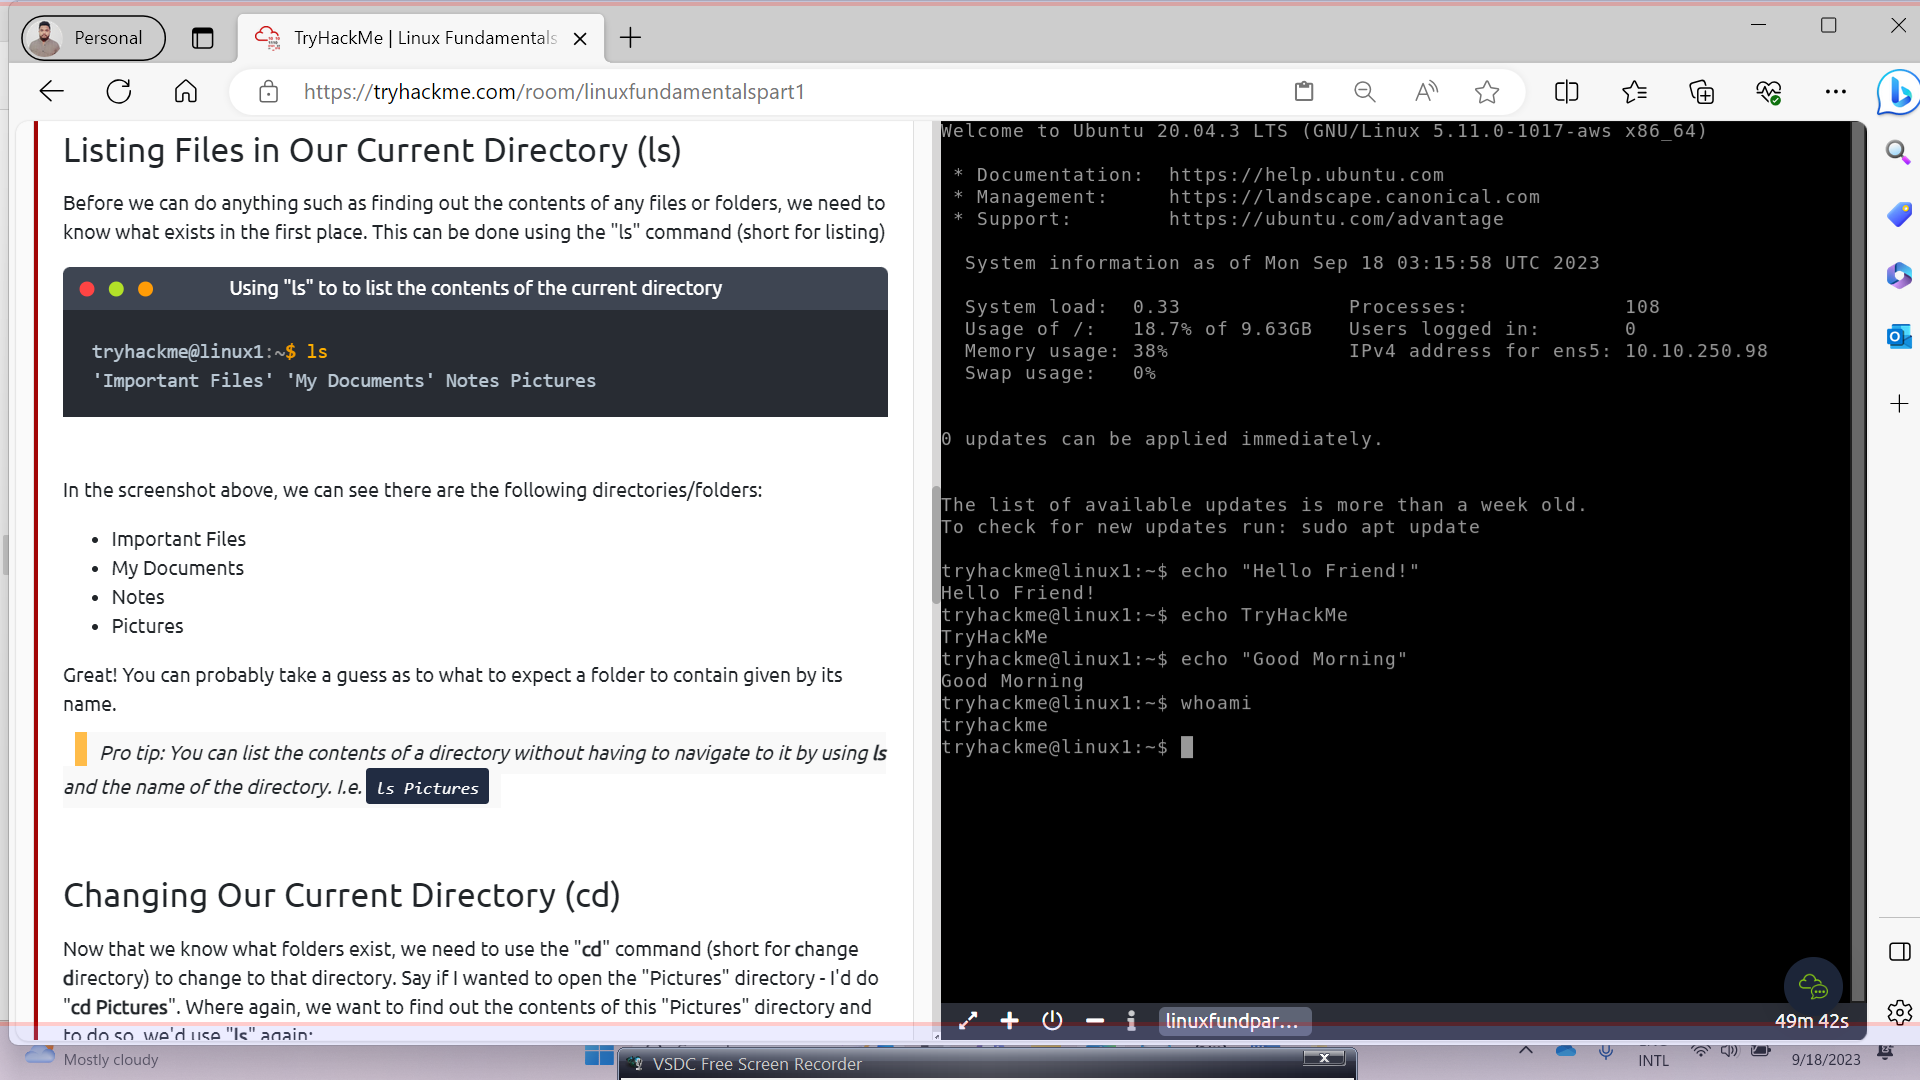 Personal
TryHackMe | Linux Fundamentals
https://tryhackme.com/room/linuxfundamentalspart1
Listing Files in Our Current Directory (ls)
Before we can do anything such as finding out the contents of any files or folders, we need to
know what exists in the first place. This can be done using the "ls" command (short for listing)
Using "ls" to to list the contents of the current directory
tryhackme@linux1:~$ ls
'Important Files' 'My Documents' Notes Pictures
In the screenshot above, we can see there are the following directories/folders:
• Important Files
• My Documents
• Notes
• Pictures
Great! You can probably take a guess as to what to expect a folder to contain given by its
name.
Pro tip: You can list the contents of a directory without having to navigate to it by using ls
and the name of the directory. I.e. ls Pictures
Changing Our Current Directory (cd)
Now that we know what folders exist, we need to use the "cd" command (short for change
directory) to change to that directory. Say if I wanted to open the "Pictures" directory - I'd do
"cd Pictures". Where again, we want to find out the contents of this "Pictures" directory and
to do so, we'd use "ls" again:
Welcome to Ubuntu 20.04.3 LTS (GNU/Linux 5.11.0-1017-aws x86_64)
* Documentation: https://help.ubuntu.com
* Management: https://landscape.canonical.com
* Support: https://ubuntu.com/advantage
System information as of Mon Sep 18 03:15:58 UTC 2023
System load: 0.33 Processes: 108
Usage of /: 18.7% of 9.63GB Users logged in: 0
Memory usage: 38% IPv4 address for ens5: 10.10.250.98
Swap usage: 0%
0 updates can be applied immediately.
The list of available updates is more than a week old.
To check for new updates run: sudo apt update
tryhackme@linux1:~$ echo "Hello Friend!"
Hello Friend!
tryhackme@linux1:~$ echo TryHackMe
TryHackMe
tryhackme@linux1:~$ echo "Good Morning"
Good Morning
tryhackme@linux1:~$ whoami
tryhackme
tryhackme@linux1:~$
linuxfundpar...
49m 42s
Mostly cloudy
VSDC Free Screen Recorder
INTL
9/18/2023